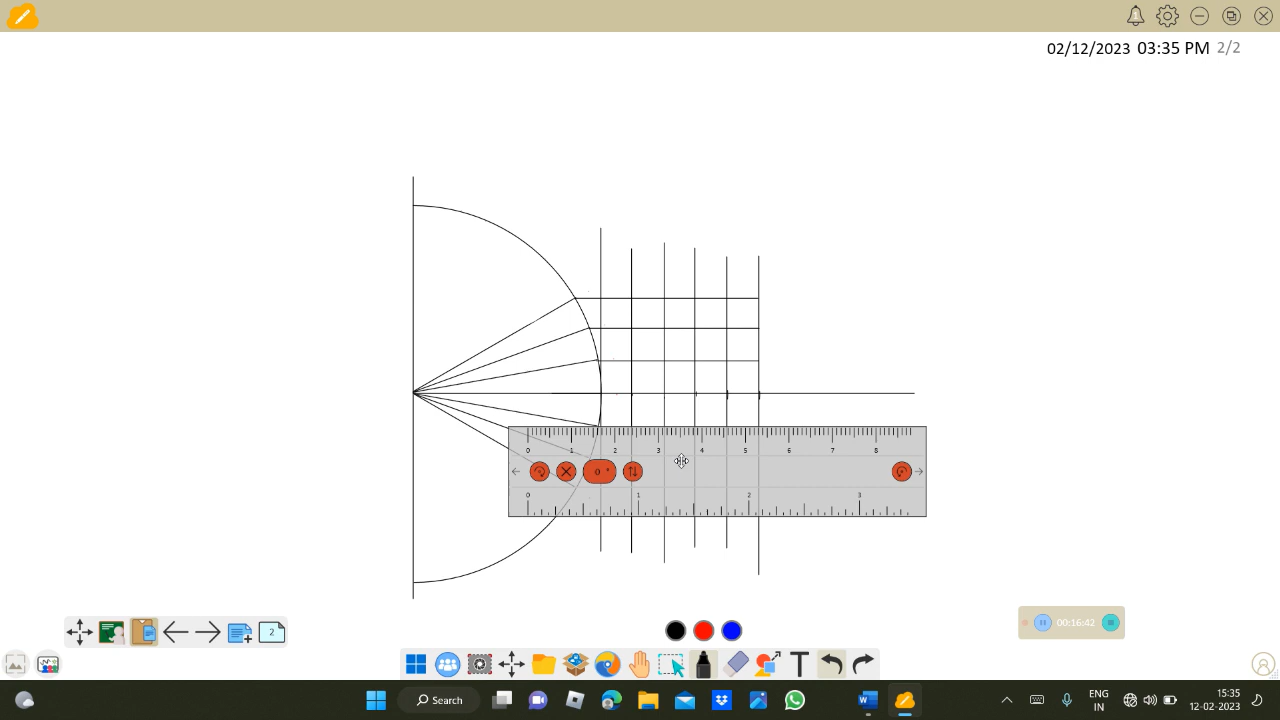 02/12/2023 03:35 PM 2/2
0 1 2 3 4 5 6 7 8
0 °
0 1 2 3
2
00:16:42
T
Search
ENG
IN
15:35
12-02-2023